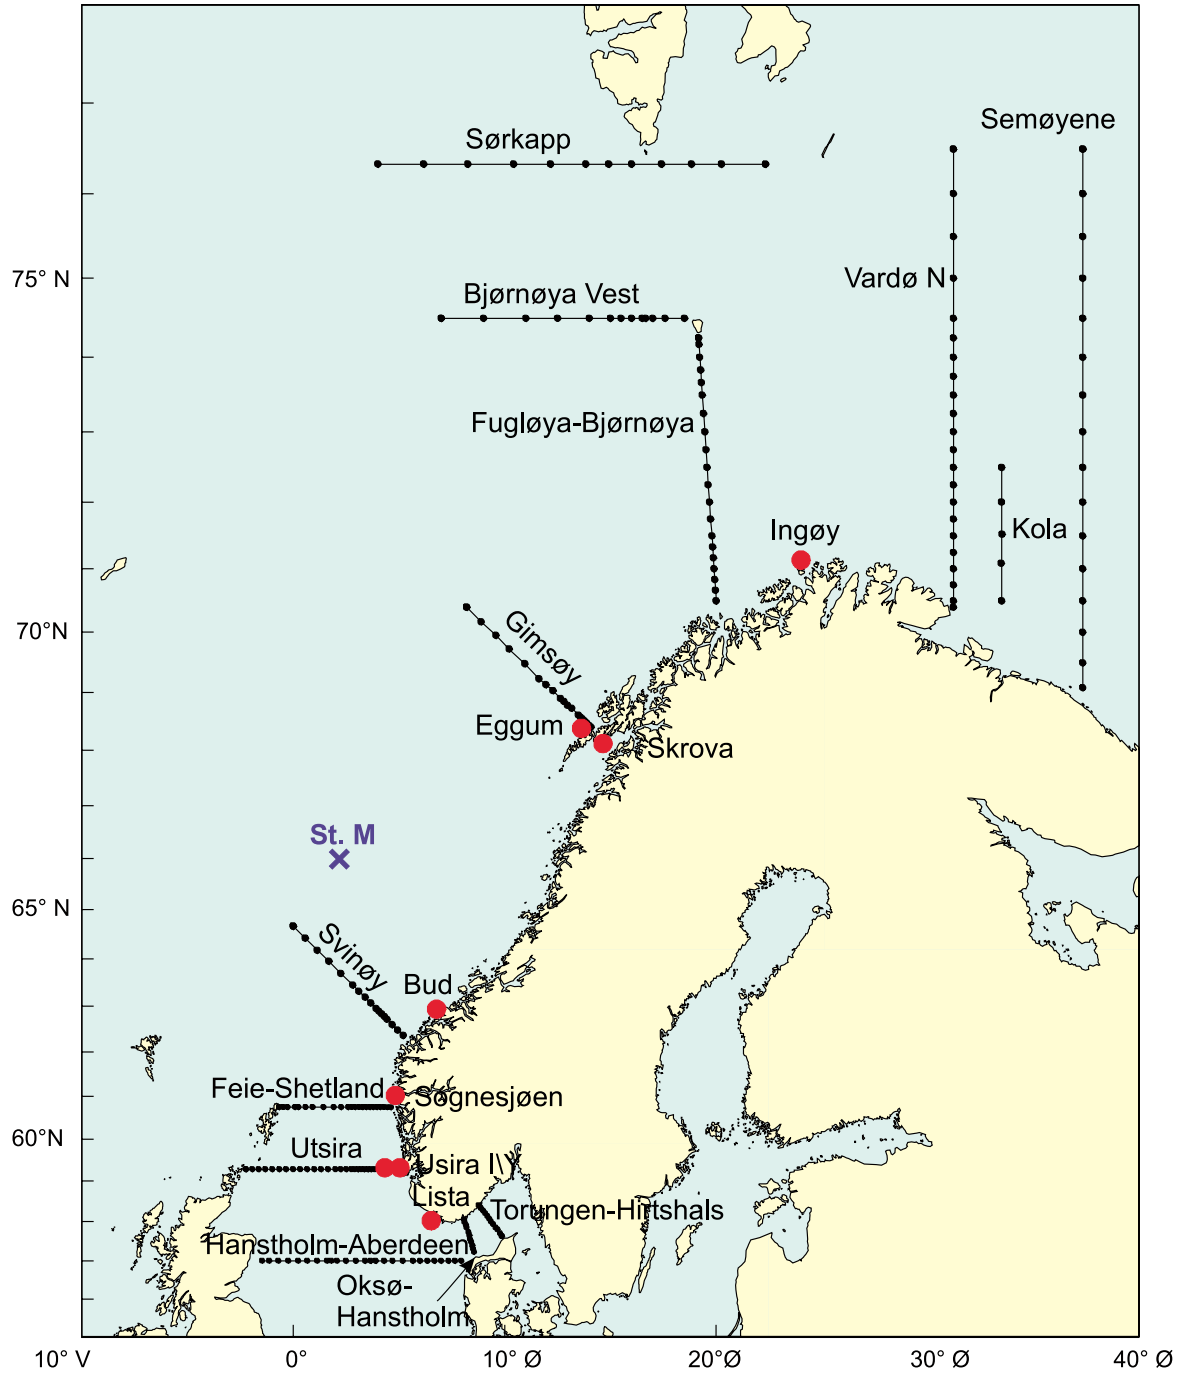 Semøyene
Sørkapp
75° N
Vardø N
Bjørnøya Vest
Fugløya-Bjørnøya
Ingøy
Kola
70°N
Gimsøy
Eggum
Skrova
St. M
65° N
Svinøy
Bud
Feie-Shetland
Sognesjøen
60°N
Utsira
Usira I\Y
Lista
Torungen-Hirtshals
Hanstholm-Aberdeen
Oksø-
Hanstholm
10° V
0°
10° Ø
20°Ø
30° Ø
40° Ø